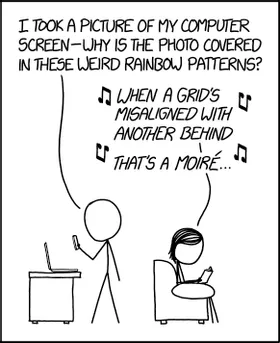 I TOOK A PICTURE OF MY COMPUTER
SCREEN—WHY IS THE PHOTO COVERED
IN THESE WEIRD RAINBOW PATTERNS?
♫ WHEN A GRID'S ♫
MISALIGNED WITH
ANOTHER BEHIND
♫ THAT'S A MOIRÉ... ♫